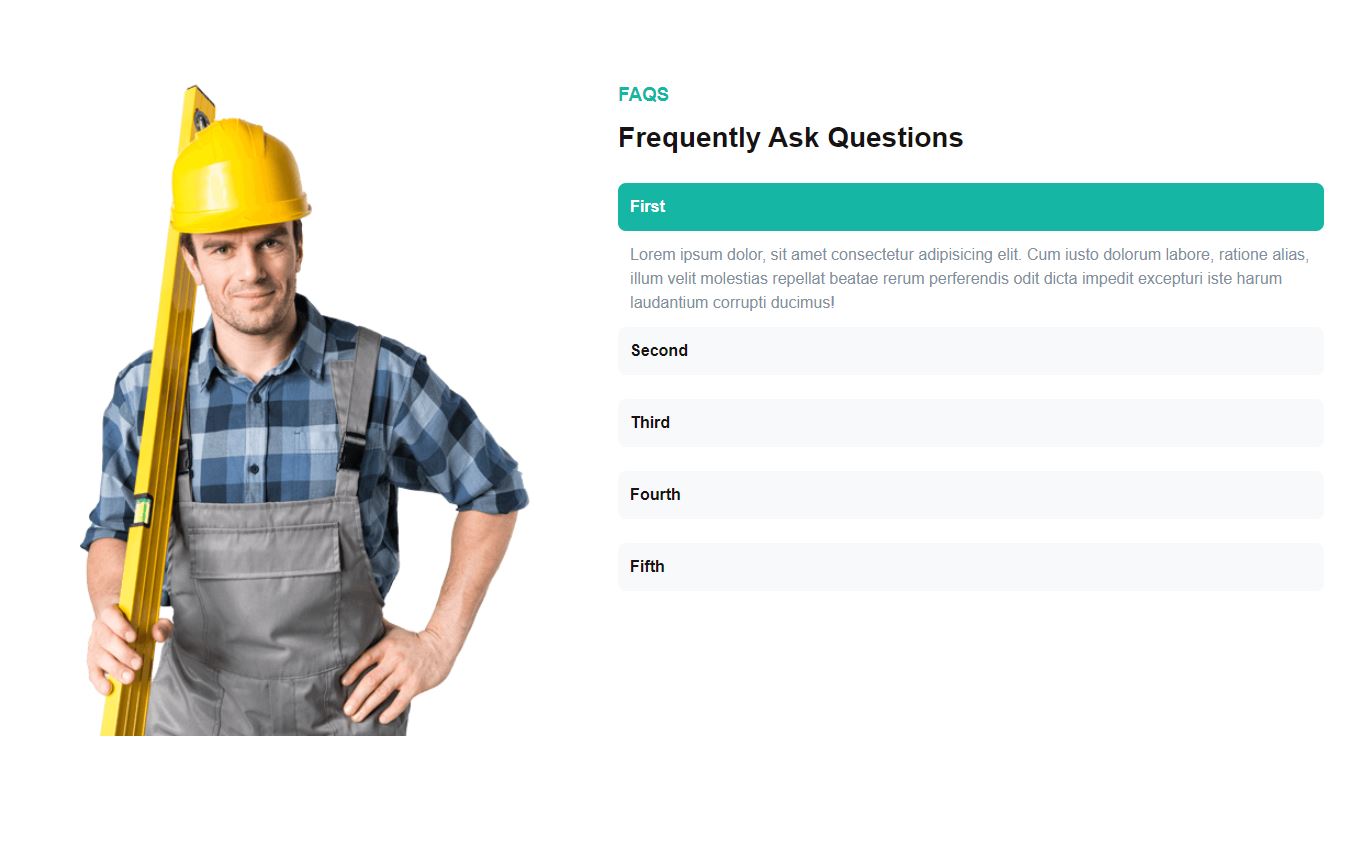 FAQS
Frequently Ask Questions
First
Lorem ipsum dolor, sit amet consectetur adipisicing elit. Cum iusto dolorum labore, ratione alias,
illum velit molestias repellat beatae rerum perferendis odit dicta impedit excepturi iste harum
laudantium corrupti ducimus!
Second
Third
Fourth
Fifth